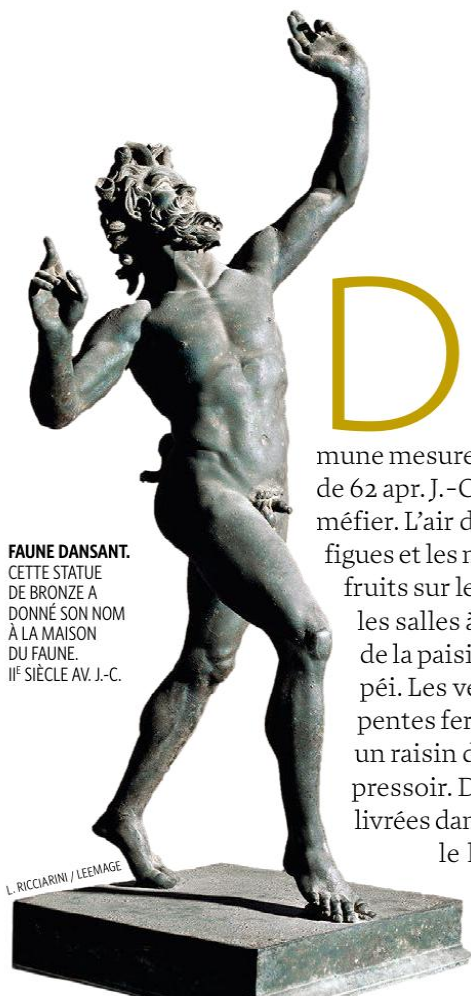 D
mune mesure
de 62 apr. J.-C
méfier. L’air d
figues et les
fruits sur le
les salles à
de la paisi
péi. Les
pentes fer
un raisin d
pressoir. D
livrées dan
le
FAUNE DANSANT.
CETTE STATUE
DE BRONZE A
DONNÉ SON NOM
À LA MAISON
DU FAUNE.
IIE SIÈCLE AV. J.-C.
L. RICCIARINI / LEEMAGE